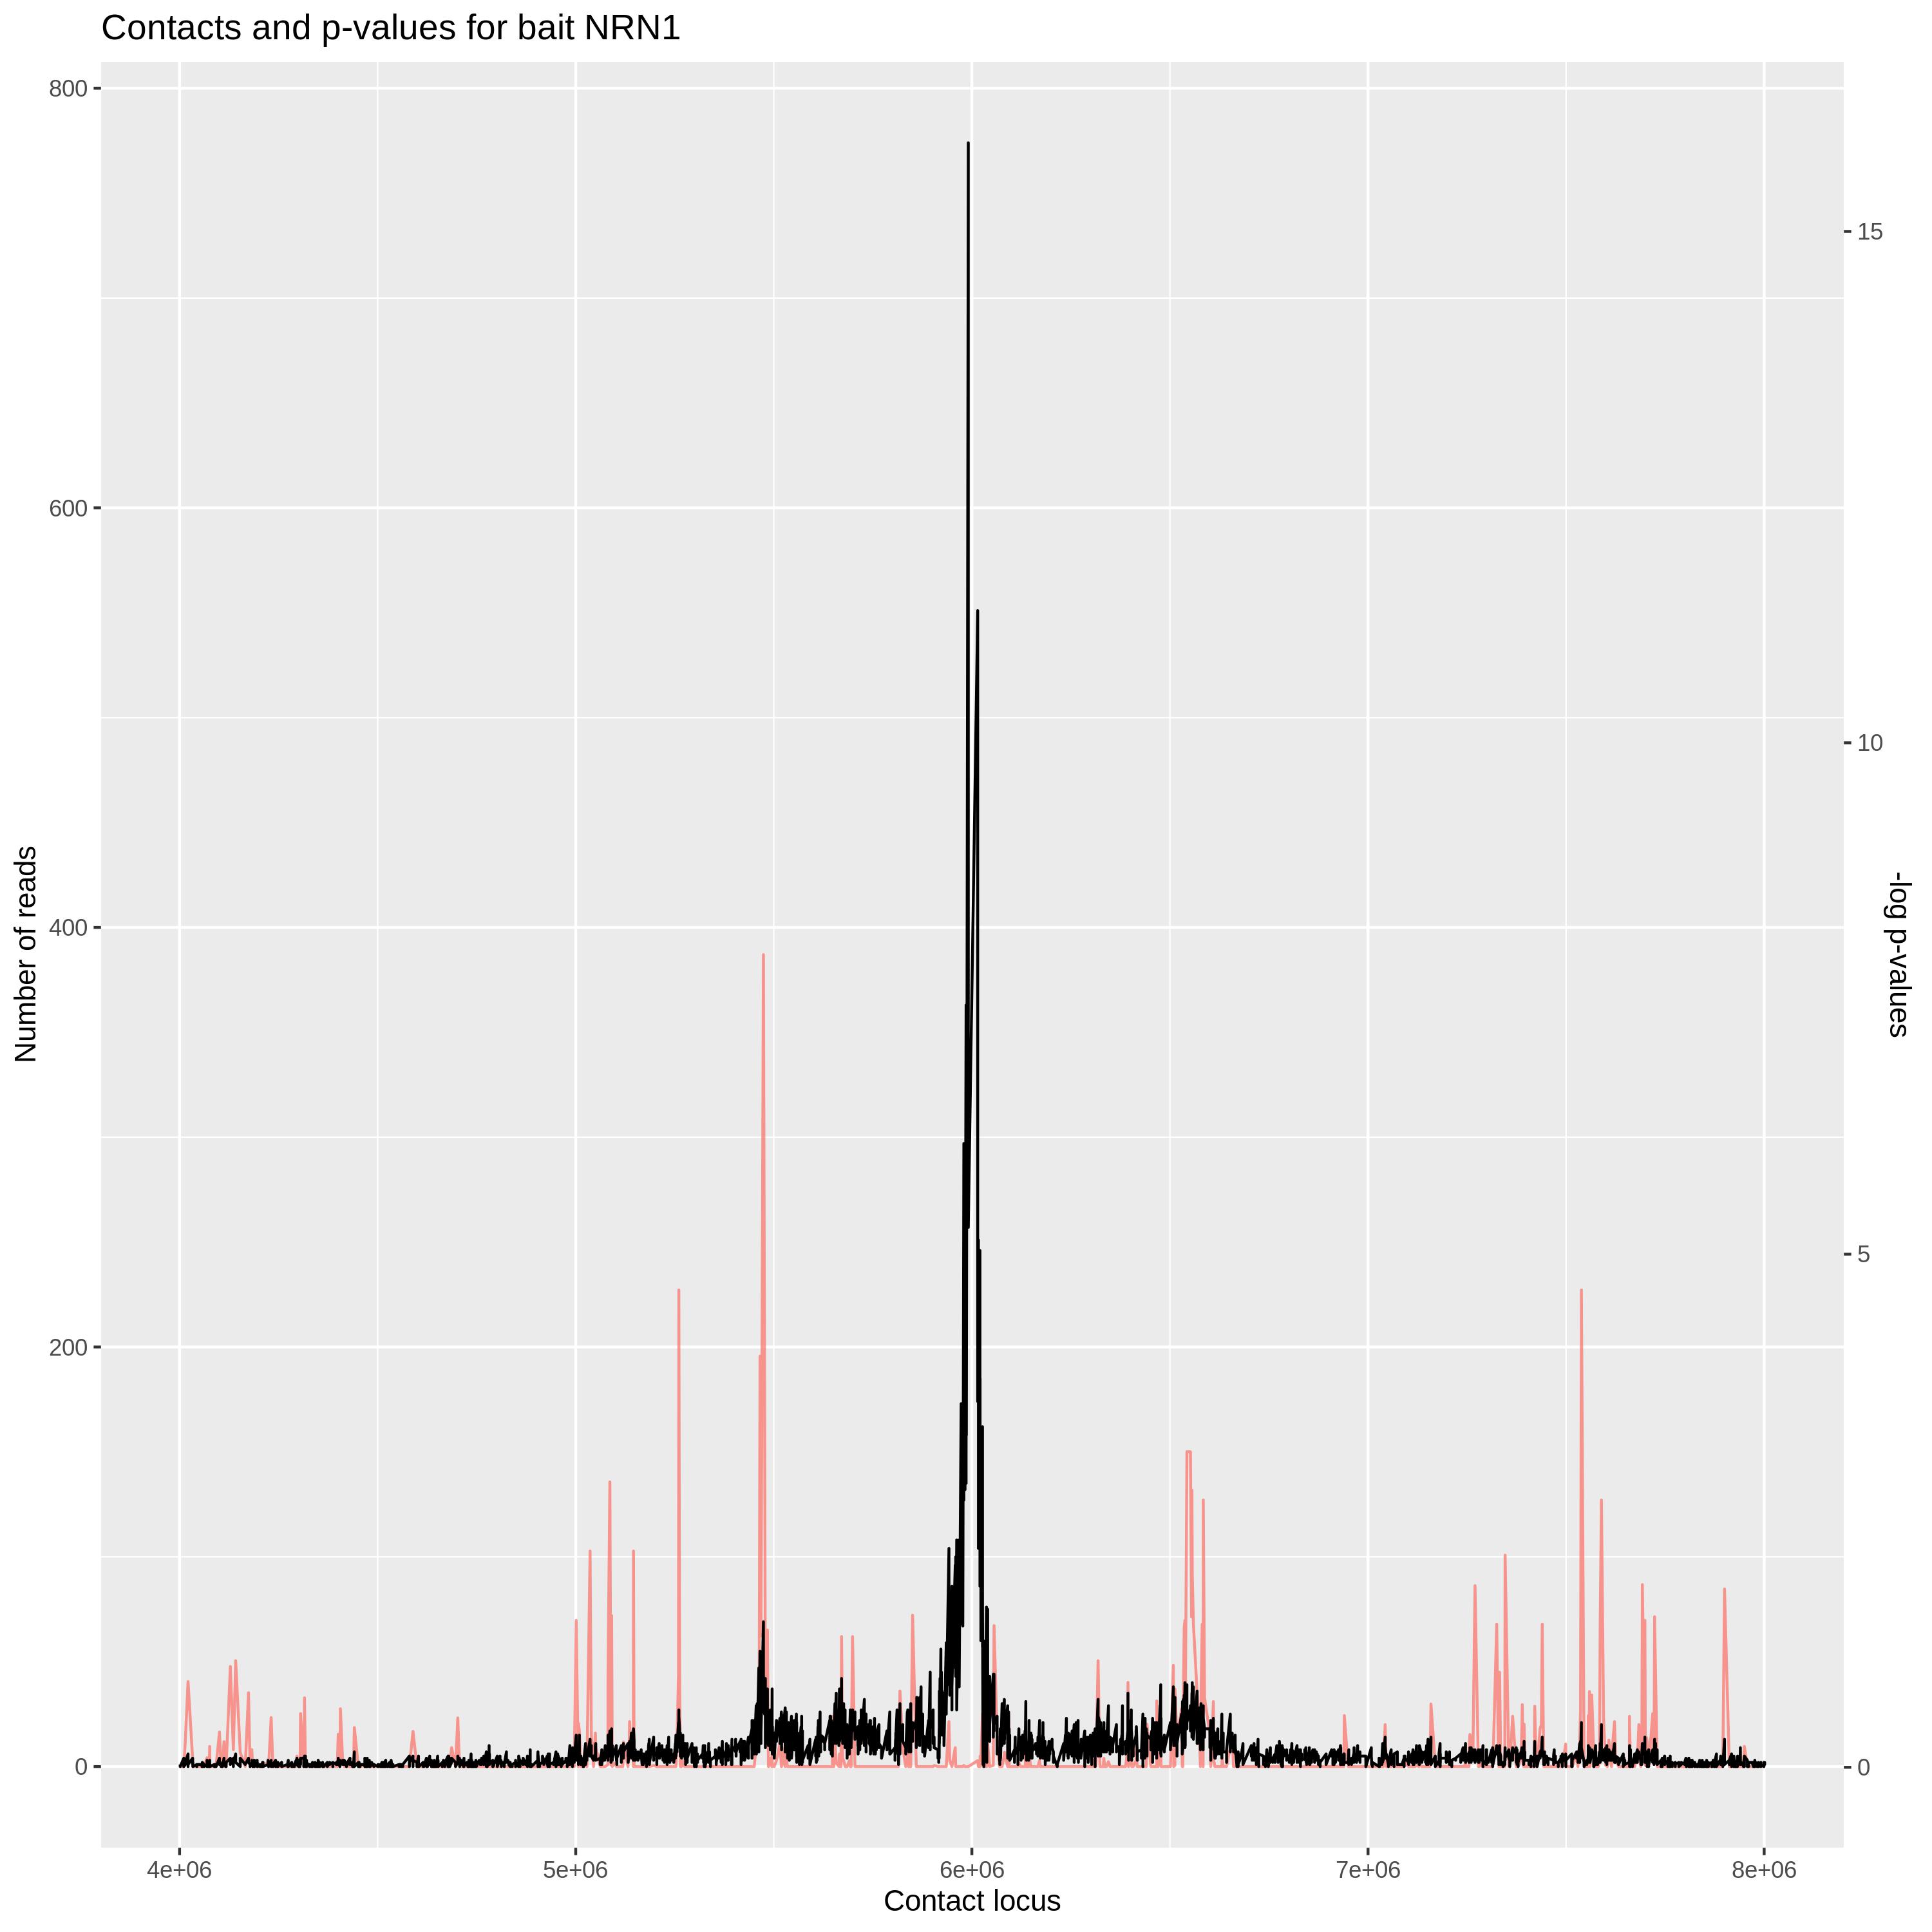 Contacts and p-values for bait NRN1
800
600
400
200
0
Number of reads
15
10
5
0
-log p-values
4e+06 5e+06 6e+06 7e+06 8e+06
Contact locus